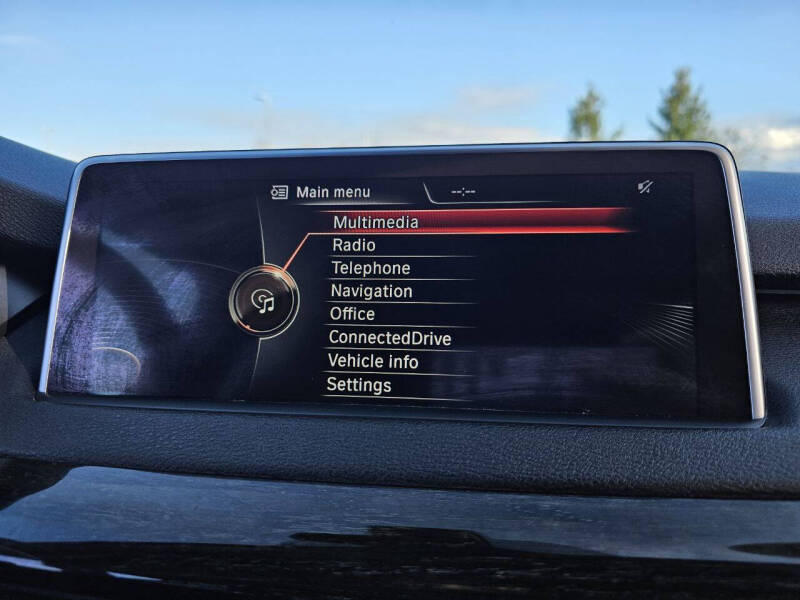 Main menu --:--
Multimedia
Radio
Telephone
Navigation
Office
ConnectedDrive
Vehicle info
Settings